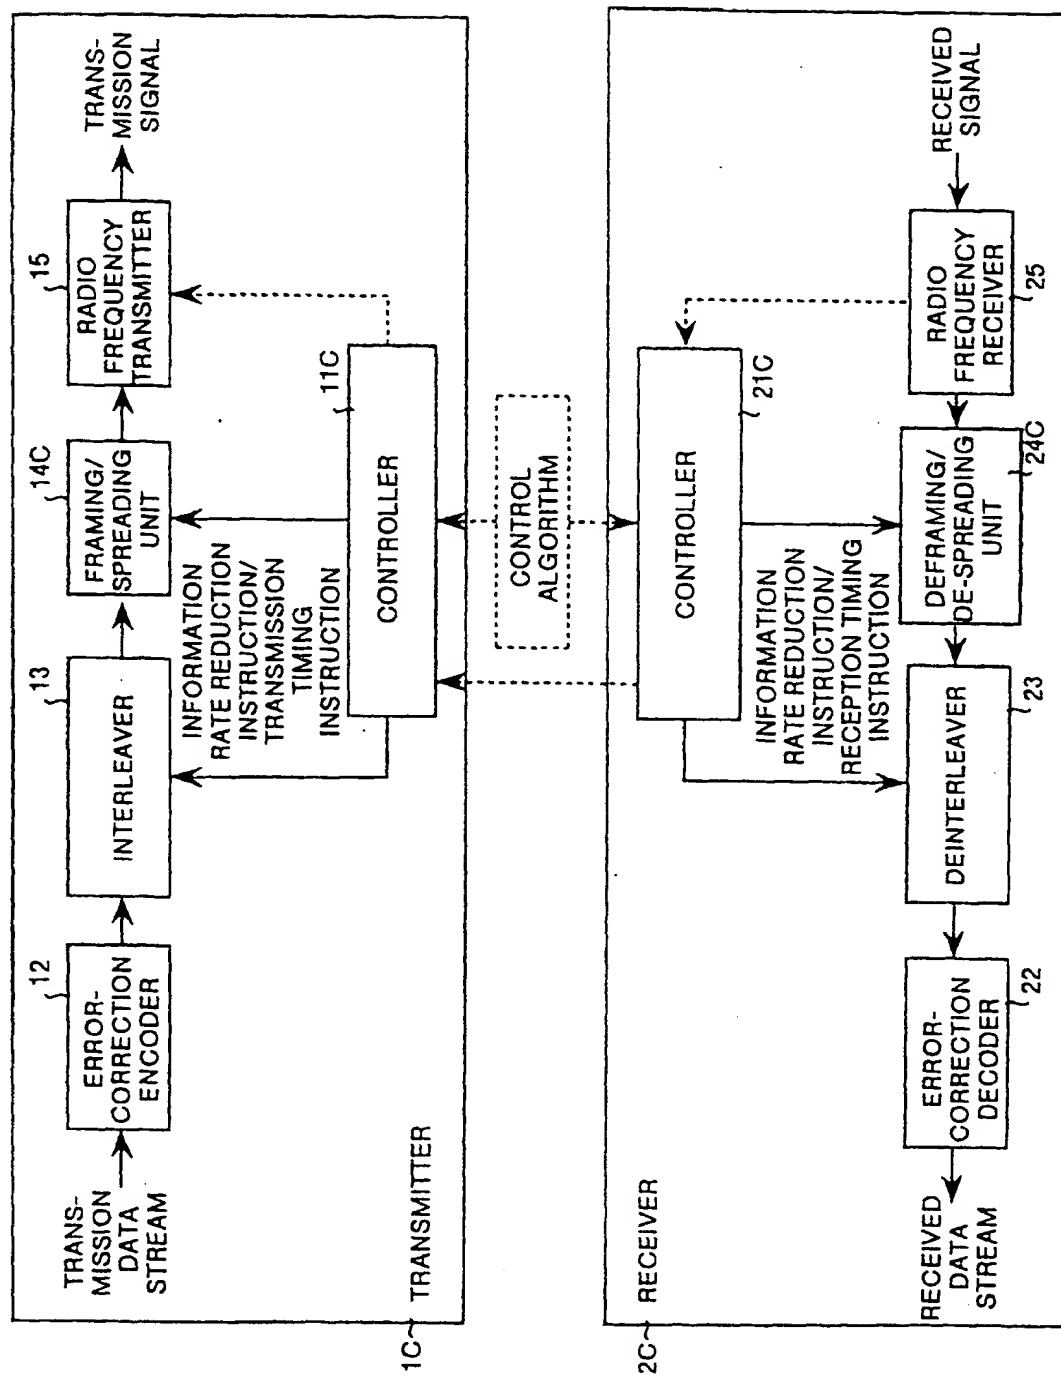 TRANS-
MISSION
DATA
STREAM
12
ERROR-
CORRECTION
ENCODER
13
INTERLEAVER
14C
FRAMING/
SPREADING
UNIT
15
RADIO
FREQUENCY
TRANSMITTER
TRANS-
MISSION
SIGNAL
INFORMATION
RATE REDUCTION
INSTRUCTION/
TRANSMISSION
TIMING
INSTRUCTION
11C
CONTROLLER
1C
TRANSMITTER
CONTROL
ALGORITHM
2C
RECEIVER
CONTROLLER
21C
INFORMATION
RATE REDUCTION
INSTRUCTION/
RECEPTION TIMING
INSTRUCTION
RECEIVED
DATA
STREAM
ERROR-
CORRECTION
DECODER
22
DEINTERLEAVER
23
DEFRAMING/
DE-SPREADING
UNIT
24C
RADIO
FREQUENCY
RECEIVER
25
RECEIVED
SIGNAL